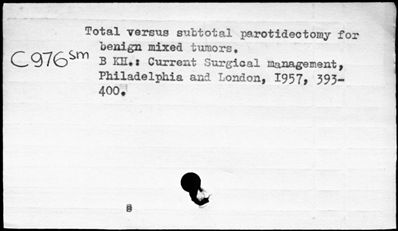 Total versus subtotal parotidectomy for
benign mixed tumors.
C976sm
B KH.: Current Surgical management,
Philadelphia and London, I957, 393-
400.
8